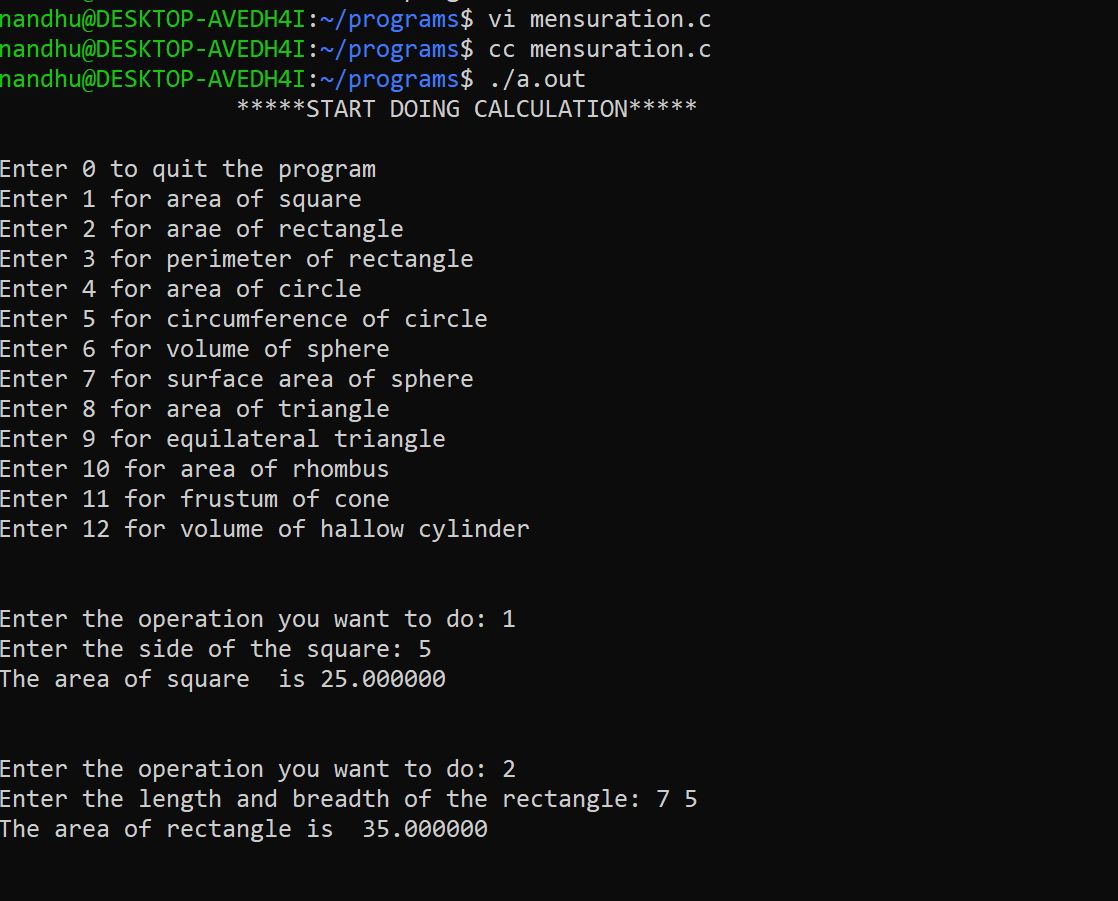 nandhu@DESKTOP-AVEDH4I:~/programs$ vi mensuration.c
nandhu@DESKTOP-AVEDH4I:~/programs$ cc mensuration.c
nandhu@DESKTOP-AVEDH4I:~/programs$ ./a.out
*****START DOING CALCULATION*****
Enter 0 to quit the program
Enter 1 for area of square
Enter 2 for arae of rectangle
Enter 3 for perimeter of rectangle
Enter 4 for area of circle
Enter 5 for circumference of circle
Enter 6 for volume of sphere
Enter 7 for surface area of sphere
Enter 8 for area of triangle
Enter 9 for equilateral triangle
Enter 10 for area of rhombus
Enter 11 for frustum of cone
Enter 12 for volume of hallow cylinder
Enter the operation you want to do: 1
Enter the side of the square: 5
The area of square  is 25.000000
Enter the operation you want to do: 2
Enter the length and breadth of the rectangle: 7 5
The area of rectangle is  35.000000